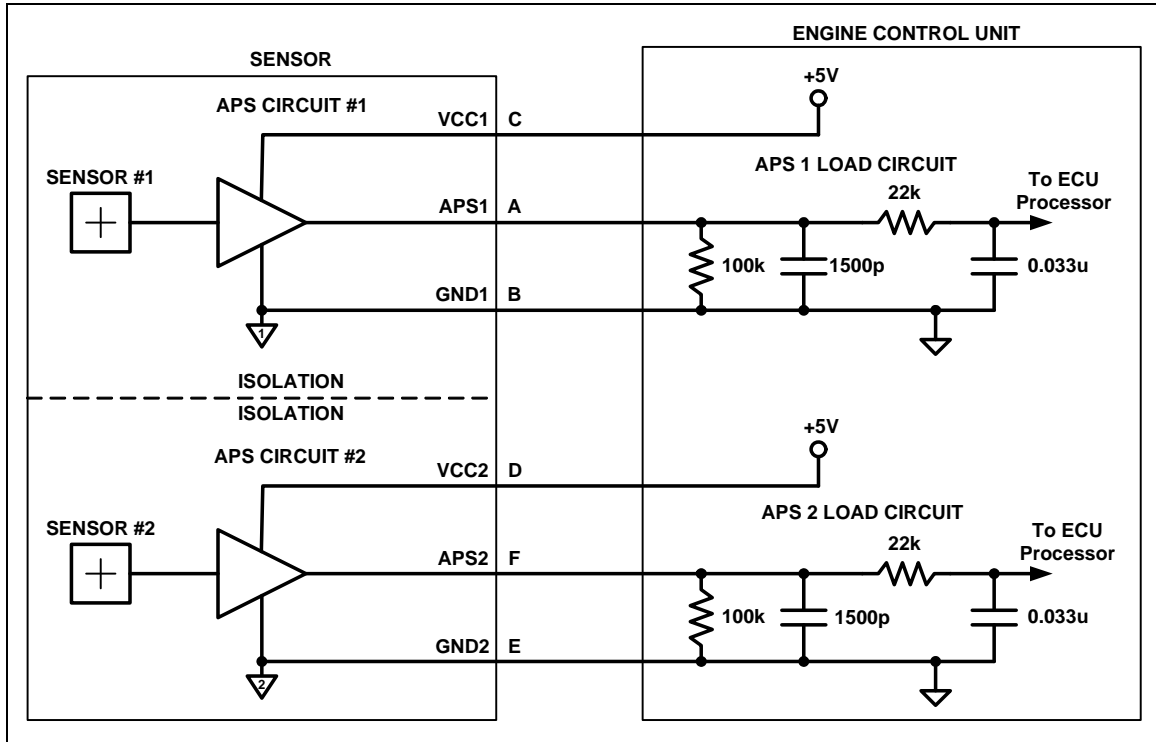 ENGINE CONTROL UNIT
SENSOR
+5V
APS CIRCUIT #1
VCC1 C
APS 1 LOAD CIRCUIT
SENSOR #1
22k
To ECU
Processor
APS1 A
100k
1500p
0.033u
GND1 B
1
ISOLATION
ISOLATION
+5V
APS CIRCUIT #2
VCC2 D
APS 2 LOAD CIRCUIT
SENSOR #2
22k
To ECU
Processor
APS2 F
100k
1500p
0.033u
GND2 E
2